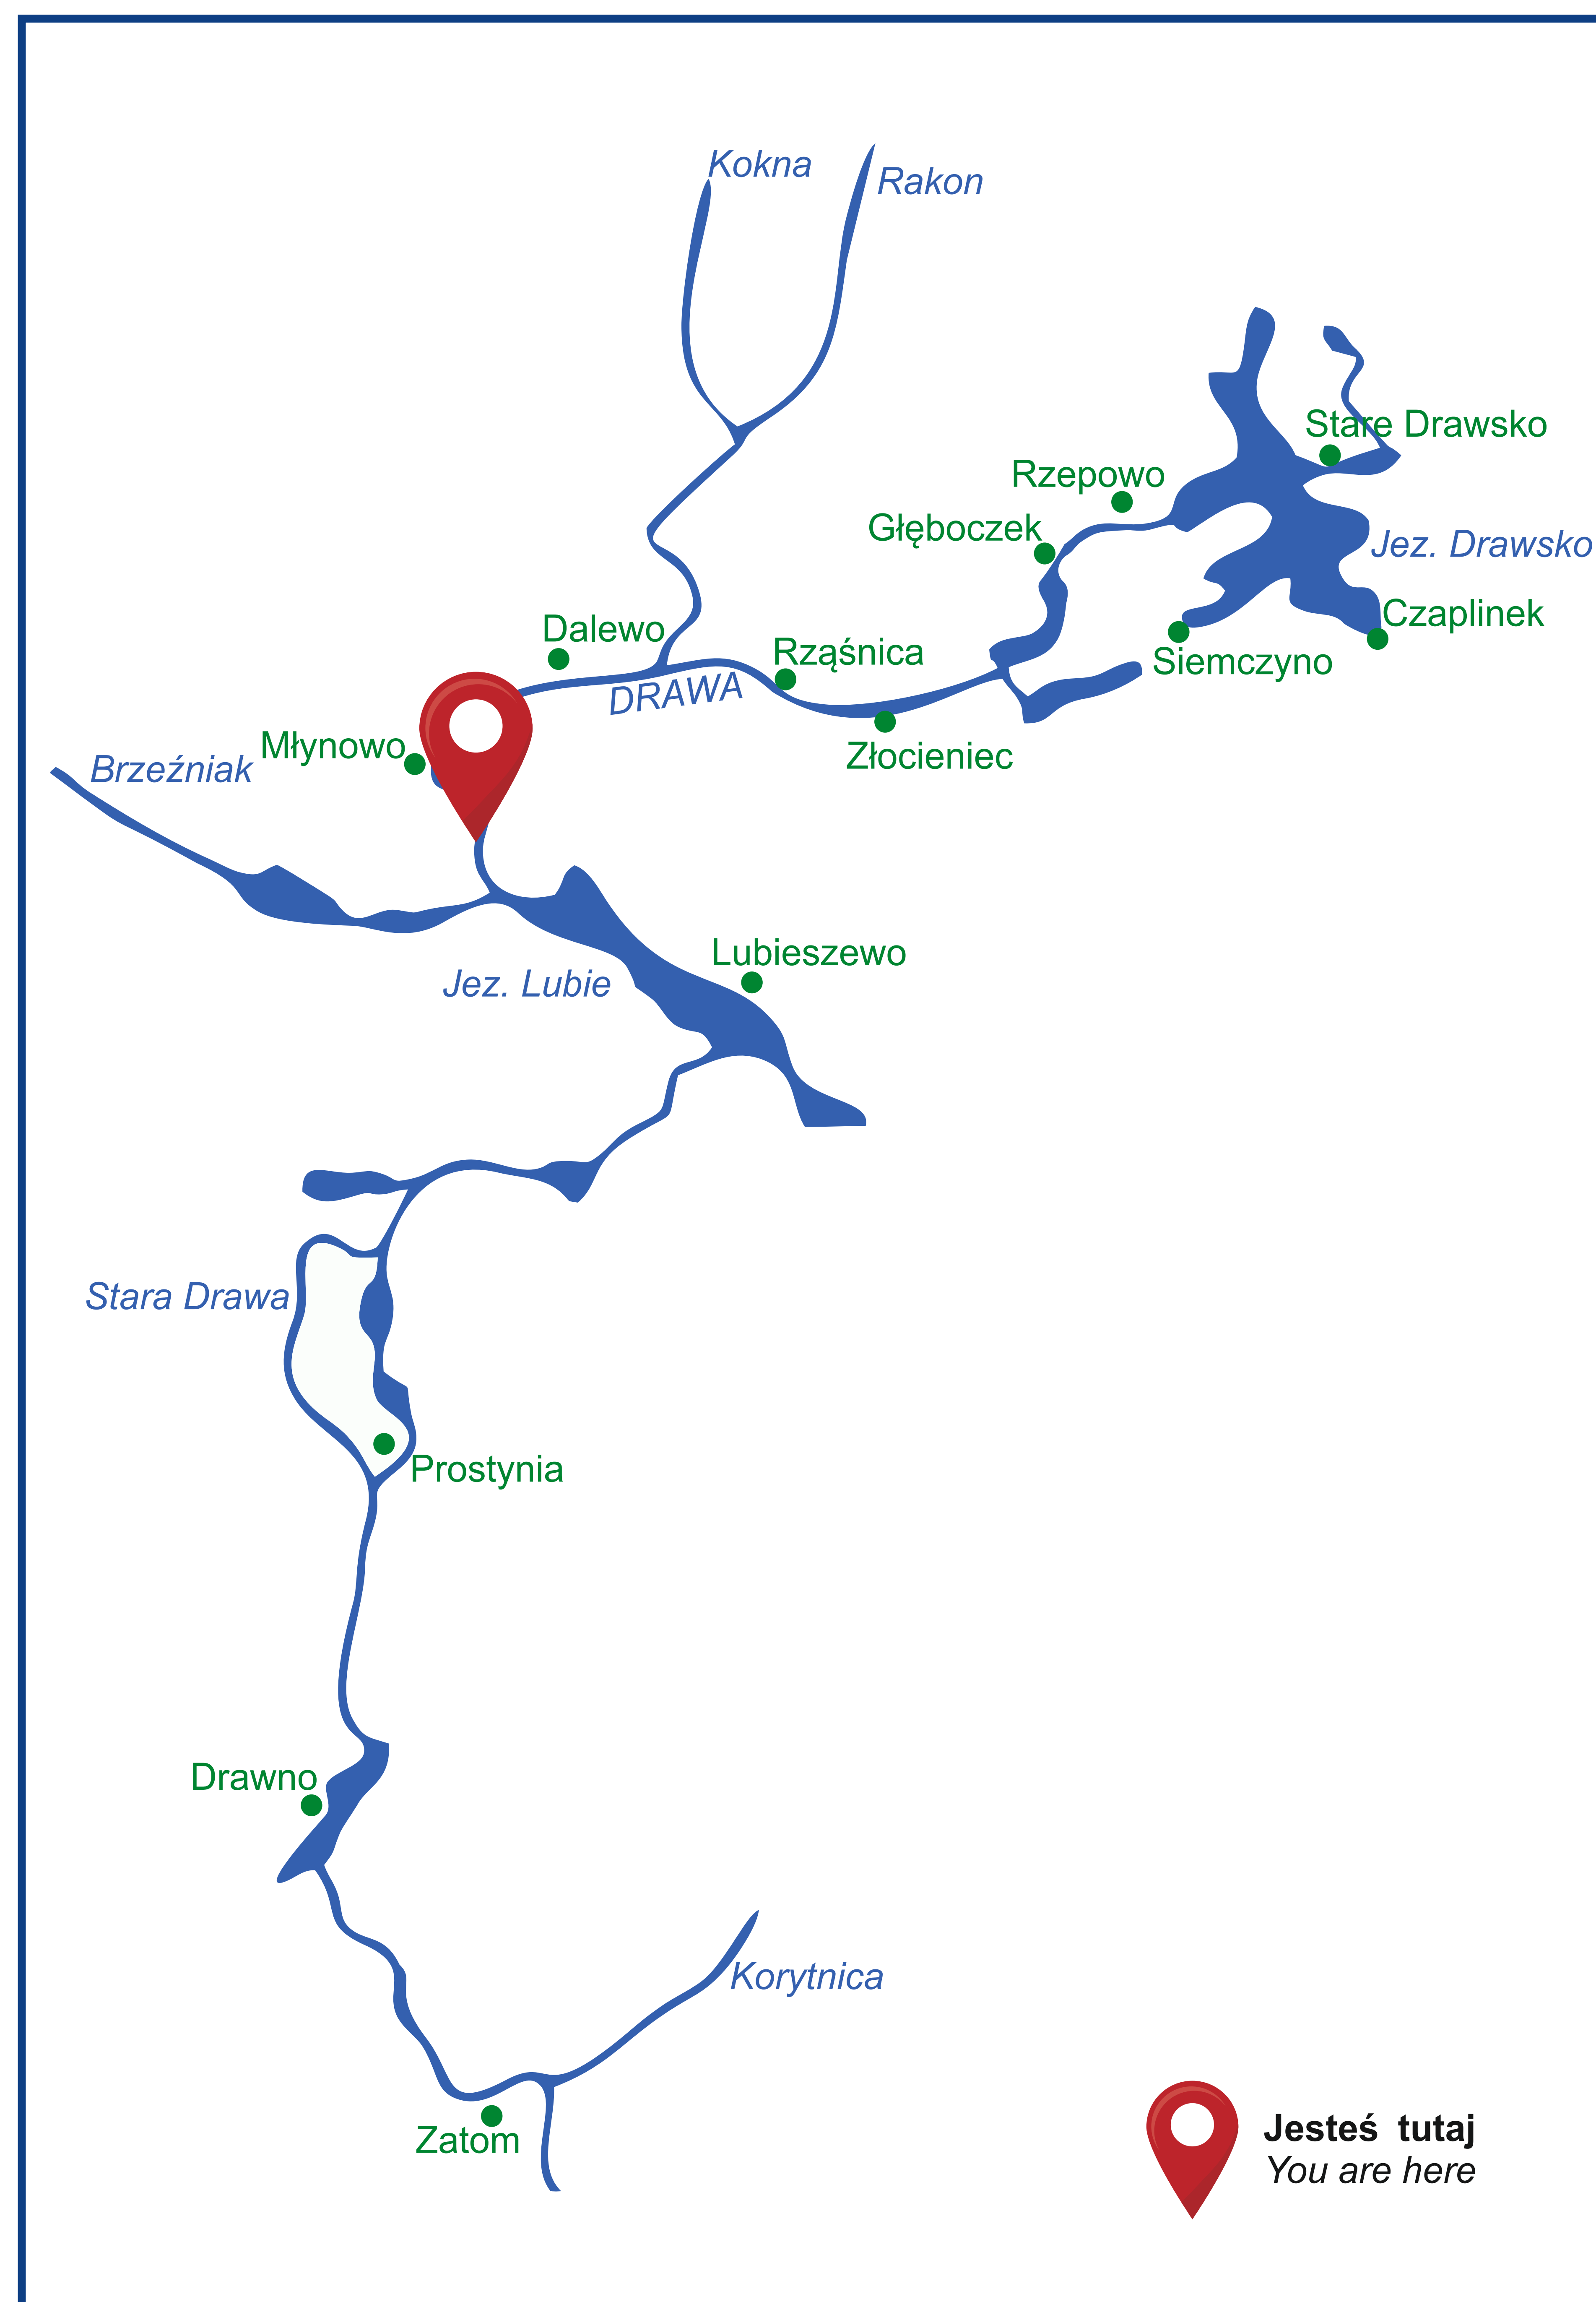 Kokna
Rakon
Stare Drawsko
Rzepowo
Głęboczek
Jez. Drawsko
Czaplinek
Dalewo
Rząśnica
Siemczyno
DRAWA
Młynowo
Złocieniec
Brzeźniak
Lubieszewo
Jez. Lubie
Stara Drawa
Prostynia
Drawno
Korytnica
Zatom
Jesteś tutaj
You are here